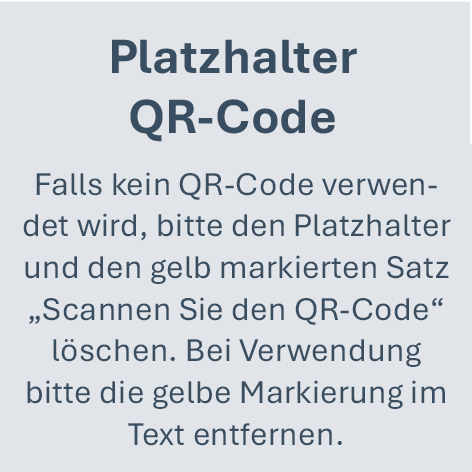 Platzhalter
QR-Code
Falls kein QR-Code verwen-
det wird, bitte den Platzhalter
und den gelb markierten Satz
„Scannen Sie den QR-Code“
löschen. Bei Verwendung
bitte die gelbe Markierung im
Text entfernen.